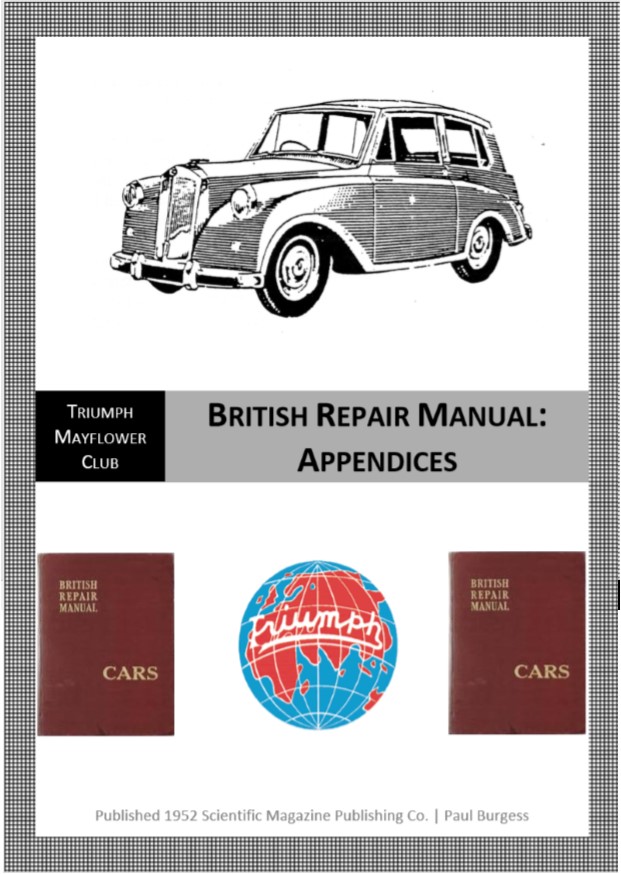 TRIUMPH
MAYFLOWER
CLUB
BRITISH REPAIR MANUAL:
APPENDICES
BRITISH
REPAIR
MANUAL
CARS
Triumph
BRITISH
REPAIR
MANUAL
CARS
Published 1952 Scientific Magazine Publishing Co. | Paul Burgess